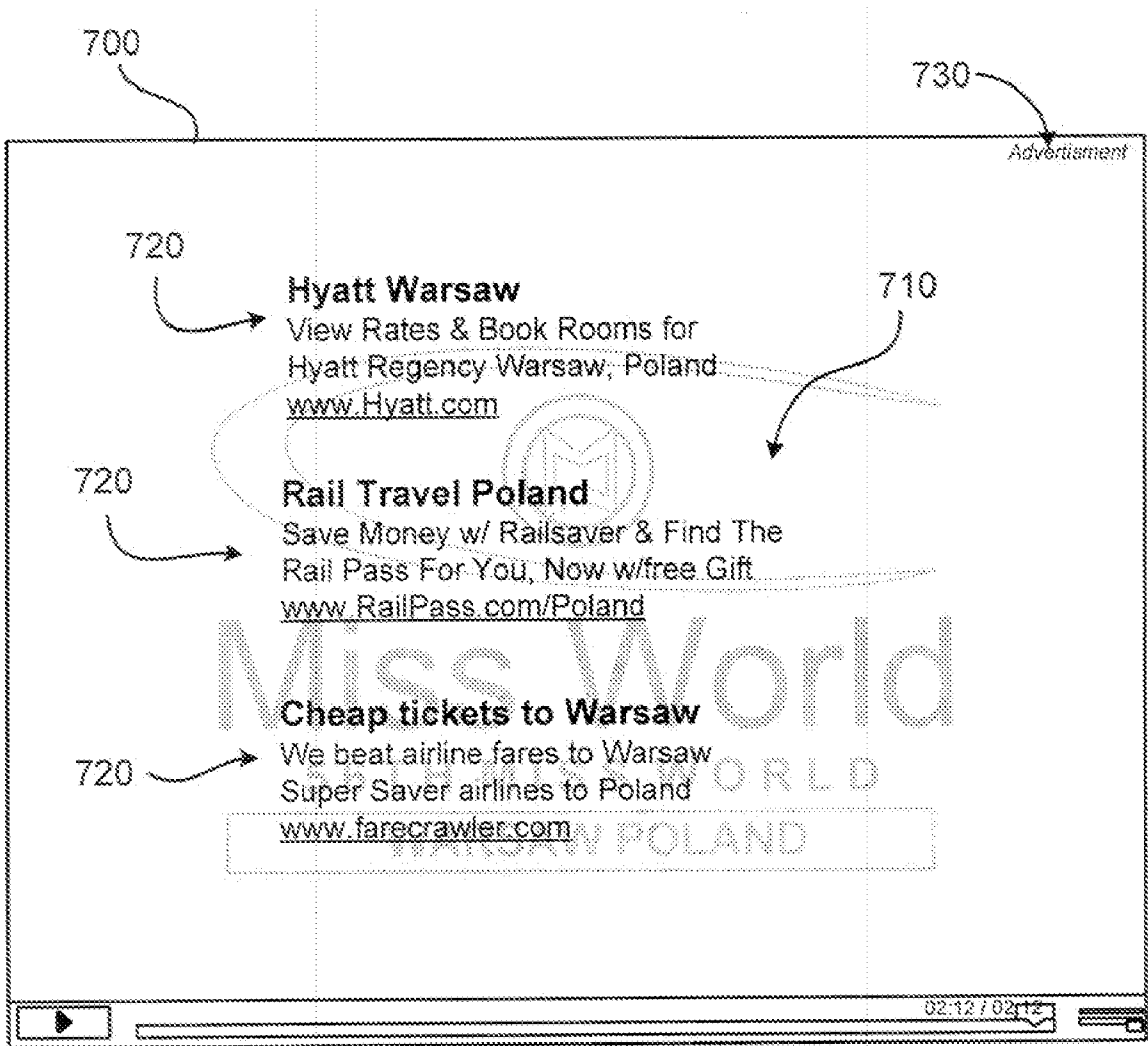 700
730
Advertisment
720
Hyatt Warsaw
710
View Rates & Book Rooms for
Hyatt Regency Warsaw, Poland
www.Hyatt.com
M
720
Rail Travel Poland
Save Money w/ Railsaver & Find The
Rail Pass For You, Now w/free Gift
www.RailPass.com/Poland
Miss World
Cheap tickets to Warsaw
720
We beat airline fares to Warsaw
WORLD
Super Saver airlines to Poland
www.farecrawler.com
WARSAW POLAND
02:12 / 02:12